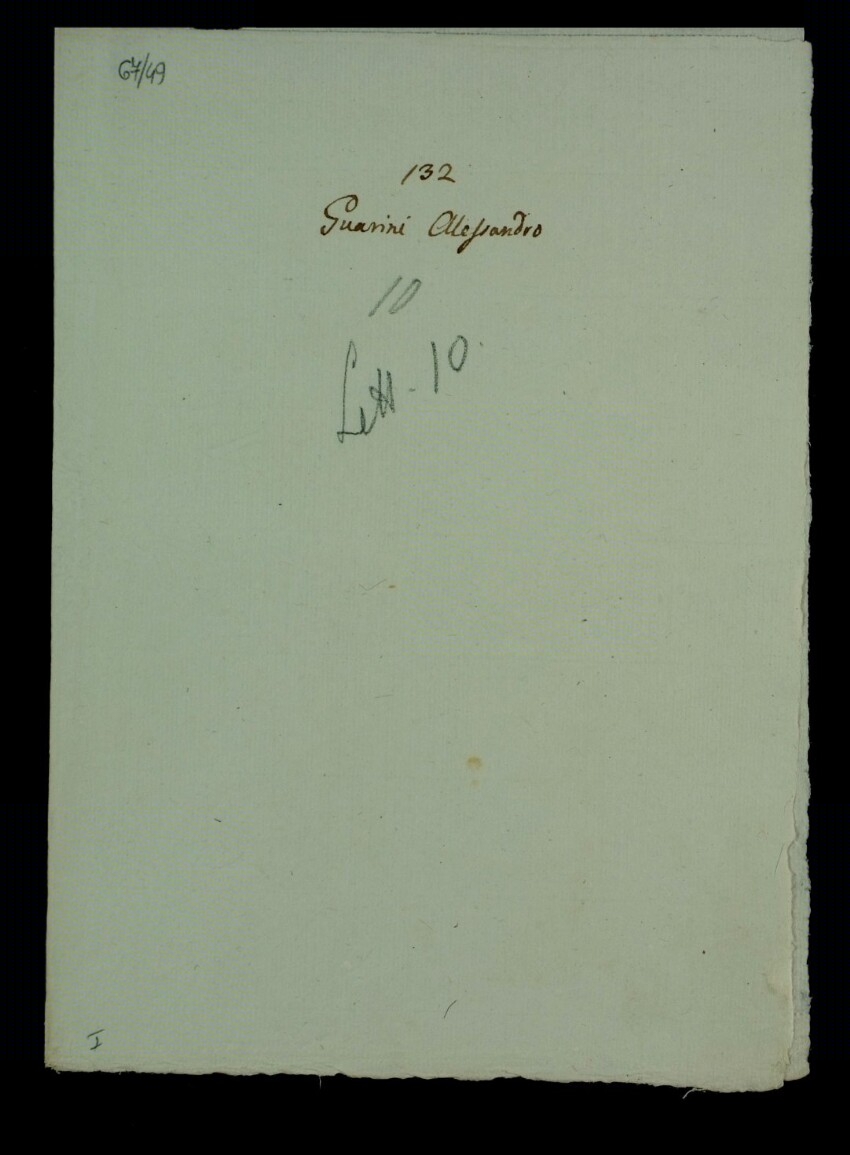 67/49
132
Guarini Alessandro
10
Lett - 10.
I